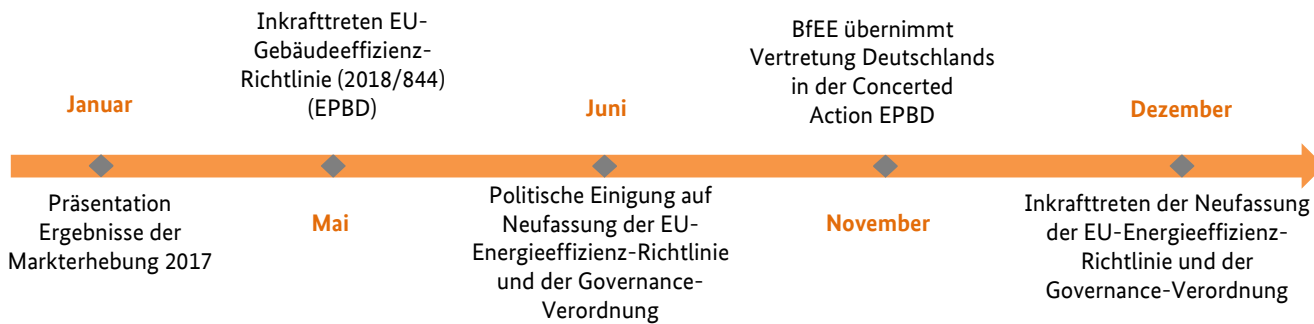 Januar
Präsentation
Ergebnisse der
Markterhebung 2017
Inkrafttreten EU-
Gebäudeeffizienz-
Richtlinie (2018/844)
(EPBD)
Mai
Juni
Politische Einigung auf
Neufassung der EU-
Energieeffizienz-Richtlinie
und der Governance-
Verordnung
BfEE übernimmt
Vertretung Deutschlands
in der Concerted
Action EPBD
November
Dezember
Inkrafttreten der Neufassung
der EU-Energieeffizienz-
Richtlinie und der
Governance-Verordnung